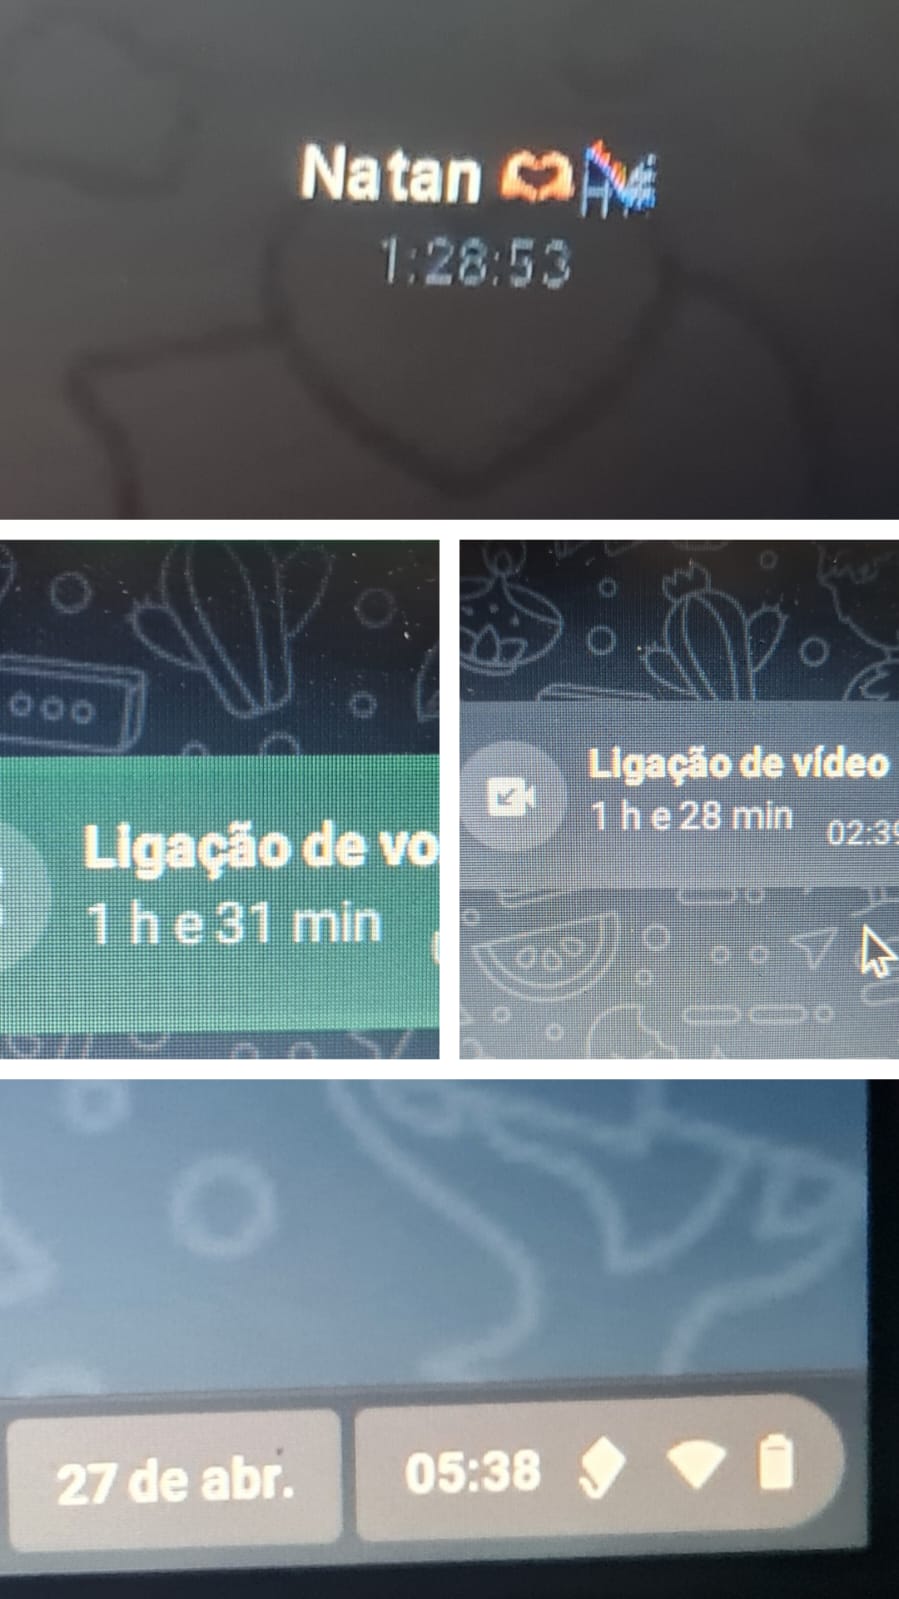 Natan 🫶🎢
1:28:53
Ligação de vo
1 h e 31 min
Ligação de vídeo
1 h e 28 min
02:39
27 de abr.
05:38